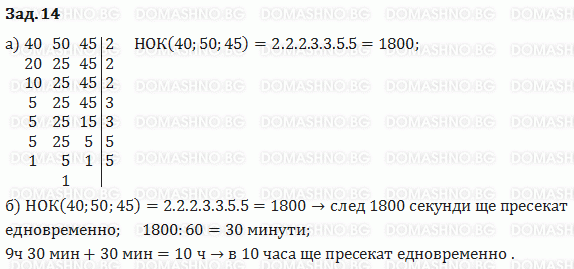 Зад. 14
а) 40 50 45 2 НОК(40; 50; 45) = 2.2.2.3.3.5.5 = 1800;
20 25 45 2
10 25 45 2
5 25 45 3
5 25 15 3
5 25 5 5
1 5 1 5
1
б) НОК(40; 50; 45) = 2.2.2.3.3.5.5 = 1800 → след 1800 секунди ще пресекат
едновременно; 1800: 60 = 30 минути;
9ч 30 мин + 30 мин = 10 ч → в 10 часа ще пресекат едновременно .
DOMASHNO.BG